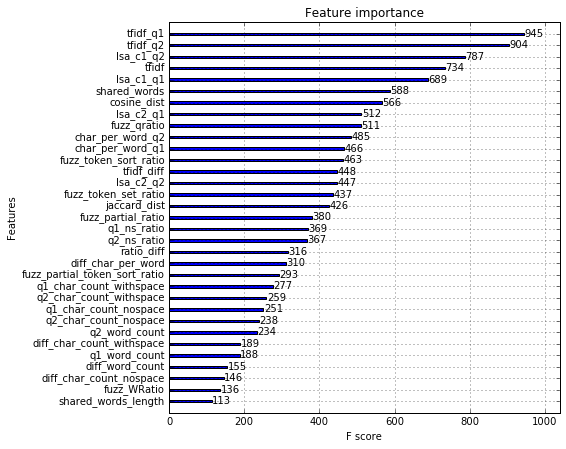 Feature importance
tfidf_q1 945
tfidf_q2 904
lsa_c1_q2 787
tfidf 734
lsa_c1_q1 689
shared_words 588
cosine_dist 566
lsa_c2_q1 512
fuzz_qratio 511
char_per_word_q2 485
char_per_word_q1 466
fuzz_token_sort_ratio 463
tfidf_diff 448
lsa_c2_q2 447
fuzz_token_set_ratio 437
jaccard_dist 426
fuzz_partial_ratio 380
q1_ns_ratio 369
q2_ns_ratio 367
ratio_diff 316
diff_char_per_word 310
fuzz_partial_token_sort_ratio 293
q1_char_count_withspace 277
q2_char_count_withspace 259
q1_char_count_nospace 251
q2_char_count_nospace 238
q2_word_count 234
diff_char_count_withspace 189
q1_word_count 188
diff_word_count 155
diff_char_count_nospace 146
fuzz_WRatio 136
shared_words_length 113
Features
0 200 400 600 800 1000
F score